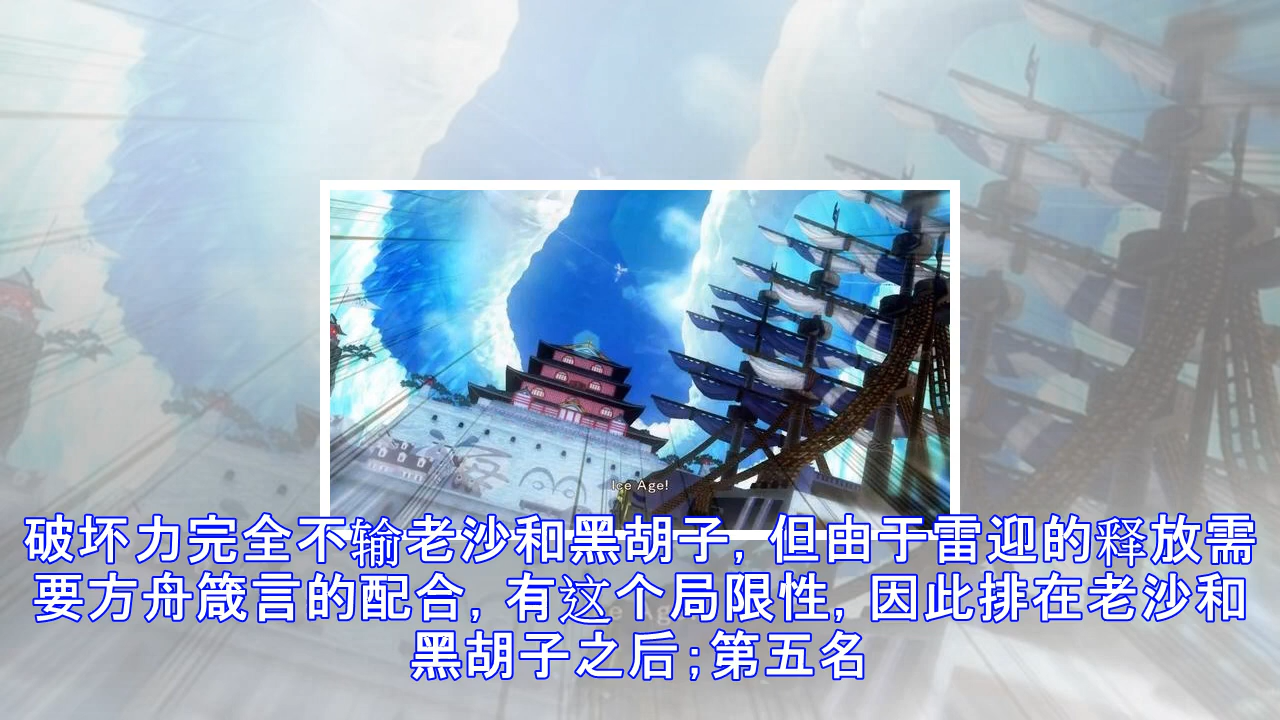 Ice Age!
破坏力完全不输老沙和黑胡子, 但由于雷迎的释放需
要方舟箴言的配合, 有这个局限性, 因此排在老沙和
黑胡子之后;第五名